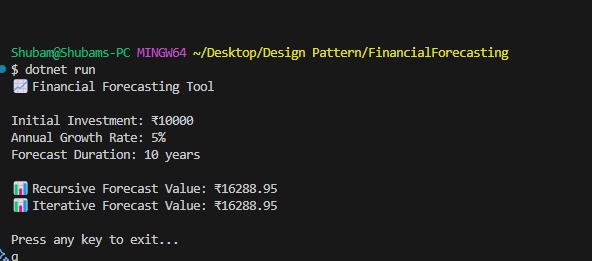 Shubam@Shubams-PC MINGW64 ~/Desktop/Design Pattern/FinancialForecasting
$ dotnet run
📈 Financial Forecasting Tool
Initial Investment: ₹10000
Annual Growth Rate: 5%
Forecast Duration: 10 years
📊 Recursive Forecast Value: ₹16288.95
📊 Iterative Forecast Value: ₹16288.95
Press any key to exit...
q